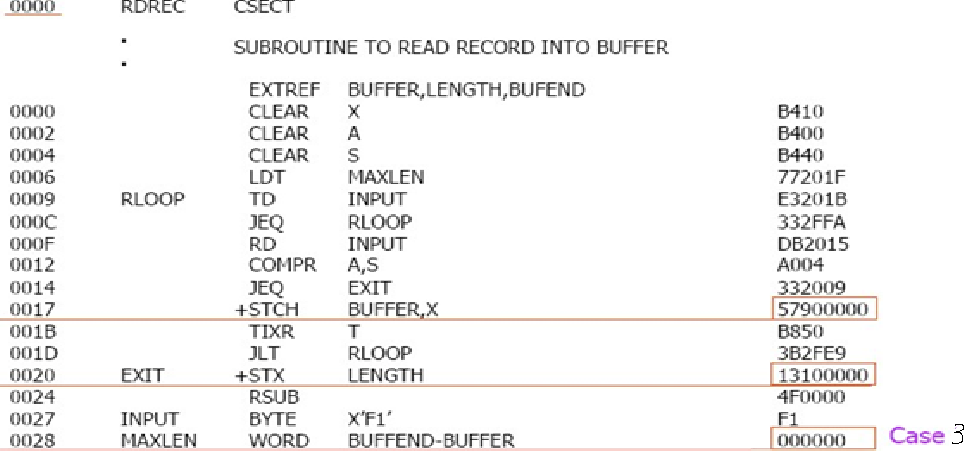 0000 RDREC CSECT
. SUBROUTINE TO READ RECORD INTO BUFFER
.
EXTREF BUFFER,LENGTH,BUFEND
0000 CLEAR X B410
0002 CLEAR A B400
0004 CLEAR S B440
0006 LDT MAXLEN 77201F
0009 RLOOP TD INPUT E3201B
000C JEQ RLOOP 332FFA
000F RD INPUT DB2015
0012 COMPR A,S A004
0014 JEQ EXIT 332009
0017 +STCH BUFFER,X 57900000
001B TIXR T B850
001D JLT RLOOP 3B2FE9
0020 EXIT +STX LENGTH 13100000
0024 RSUB 4F0000
0027 INPUT BYTE X'F1' F1
0028 MAXLEN WORD BUFFEND-BUFFER 000000 Case 3